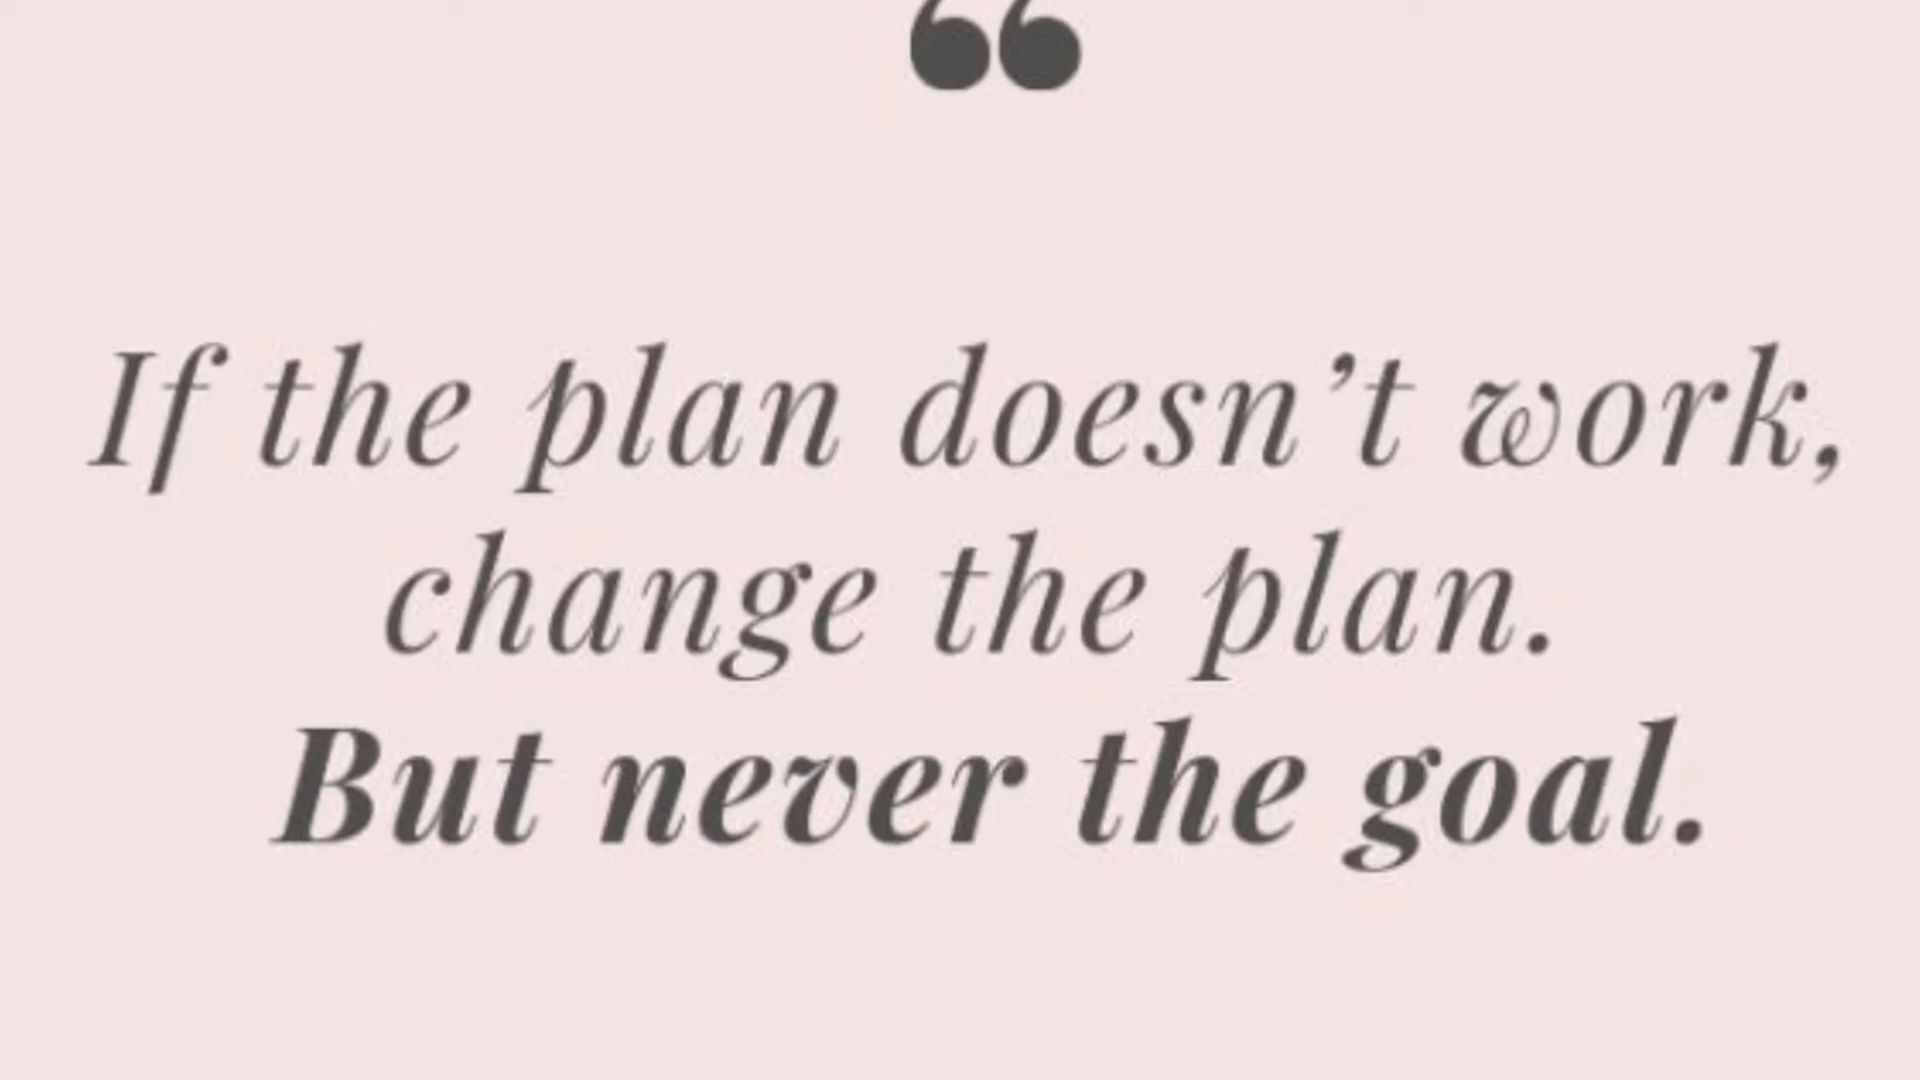 “
If the plan doesn’t work,
change the plan.
But never the goal.